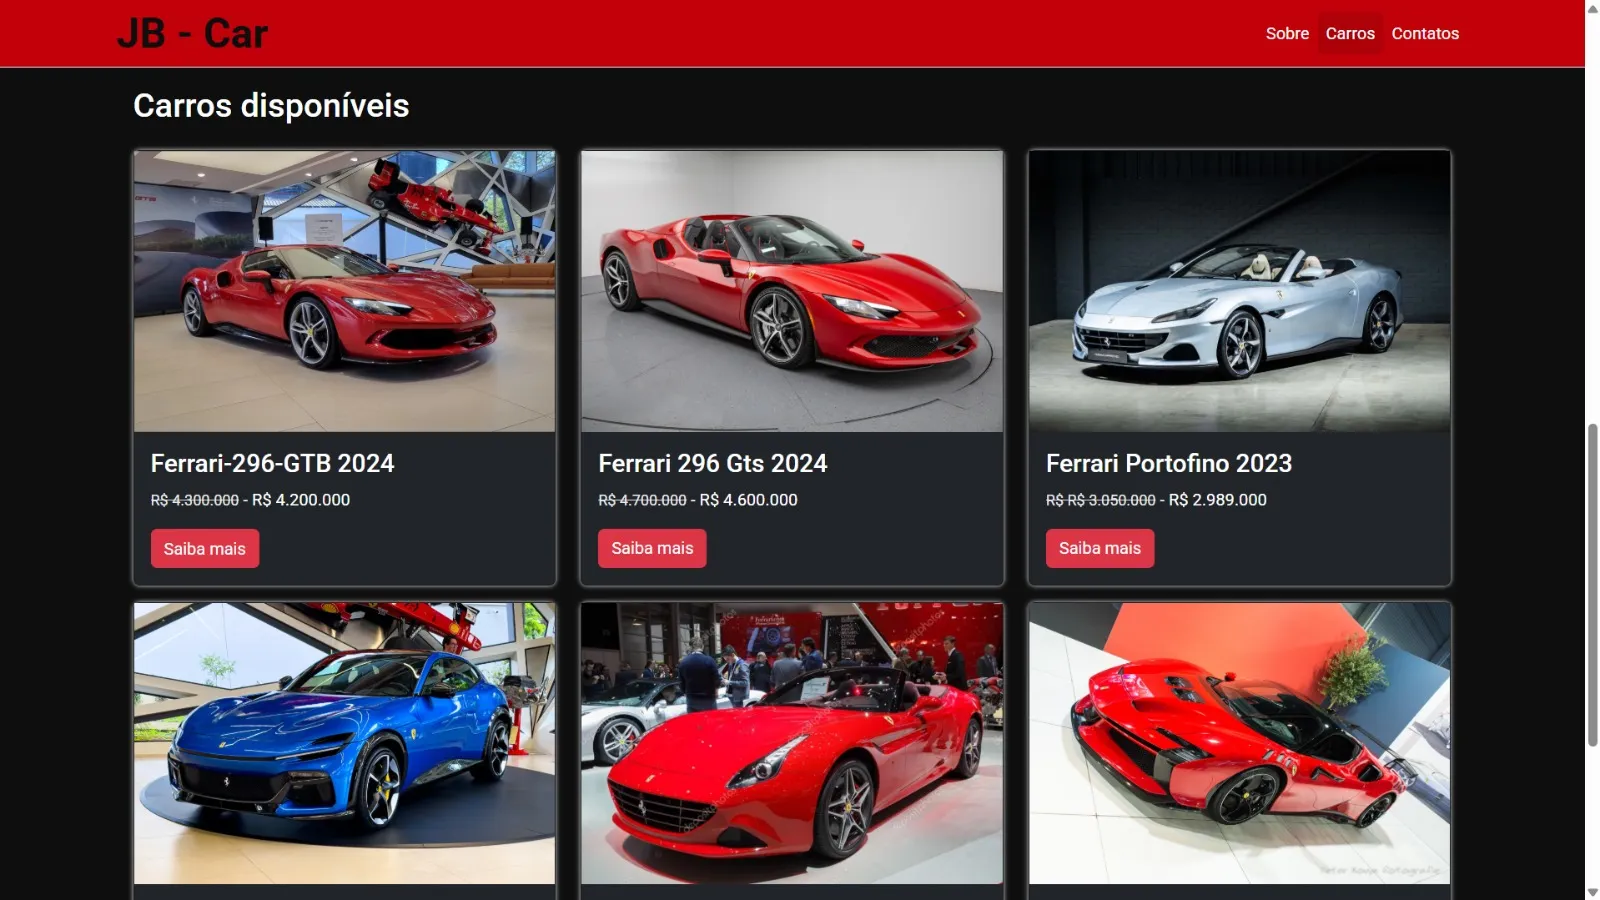 JB - Car
Sobre Carros Contatos
Carros disponíveis
Ferrari-296-GTB 2024
R$ 4.300.000 - R$ 4.200.000
Saiba mais
Ferrari 296 Gts 2024
R$ 4.700.000 - R$ 4.600.000
Saiba mais
Ferrari Portofino 2023
R$ R$ 3.050.000 - R$ 2.989.000
Saiba mais